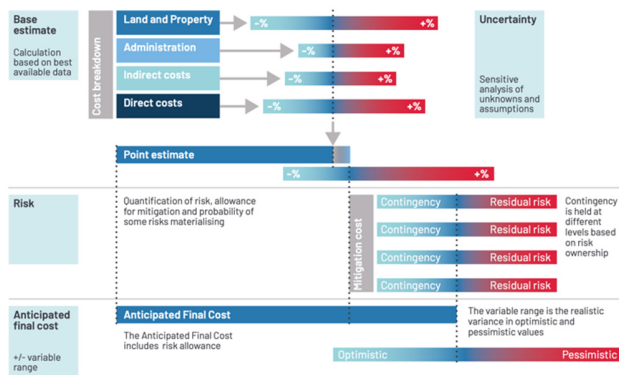 Base
estimate
Calculation
based on best
available data
Cost breakdown
Land and Property
-%
+%
Administration
-%
+%
Indirect costs
-%
+%
Direct costs
-%
+%
Uncertainty
Sensitive
analysis of
unknowns and
assumptions
Point estimate
-%
+%
Risk
Quantification of risk, allowance
for mitigation and probability of
some risks materialising
Mitigation cost
Contingency
Residual risk
Contingency
Residual risk
Contingency
Residual risk
Contingency
Residual risk
Contingency
is held at
different
levels based
on risk
ownership
Anticipated
final cost
+/- variable
range
Anticipated Final Cost
The Anticipated Final Cost
includes risk allowance
The variable range is the realistic
variance in optimistic and
pessimistic values
Optimistic
Pessimistic